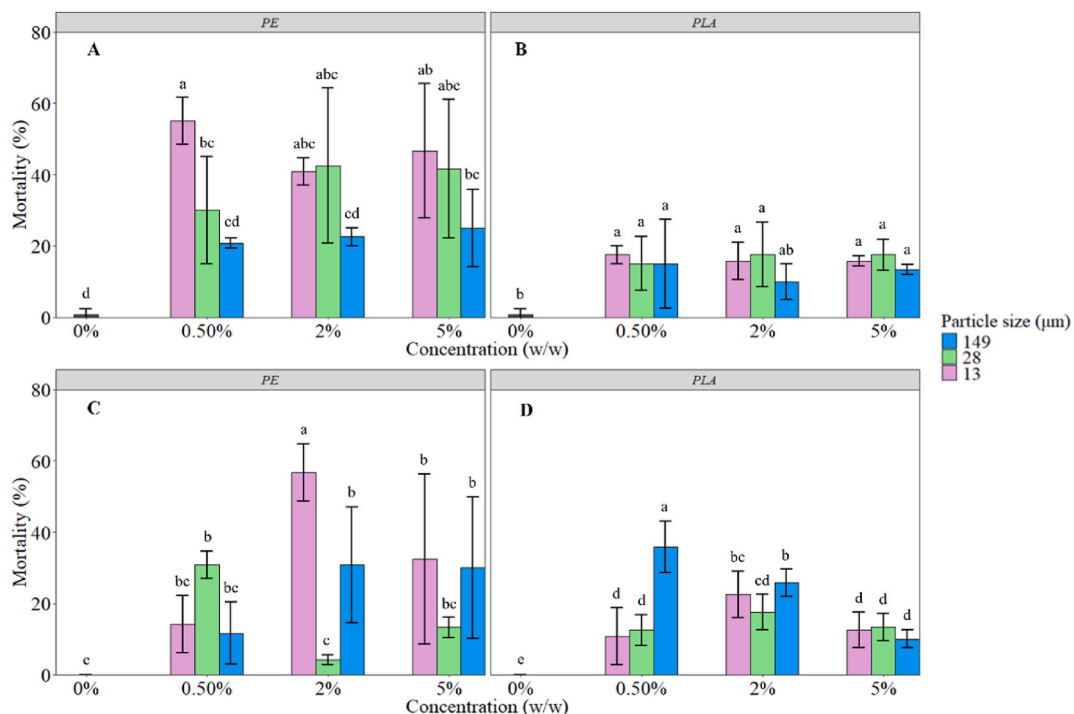 PE PLA
80 A B
60
40
20
0
Mortality (%)
a
bc
cd
abc
abc
cd
ab
abc
bc
d
a a a
a a ab
a a a
b
0% 0.50% 2% 5% 0% 0.50% 2% 5%
Concentration (w/w) Concentration (w/w)
Particle size (μm)
149
28
13
PE PLA
80 C D
60
40
20
0
Mortality (%)
bc b bc
a c b
b bc b
c
d d a
bc cd b
d d d
e
0% 0.50% 2% 5% 0% 0.50% 2% 5%
Concentration (w/w) Concentration (w/w)